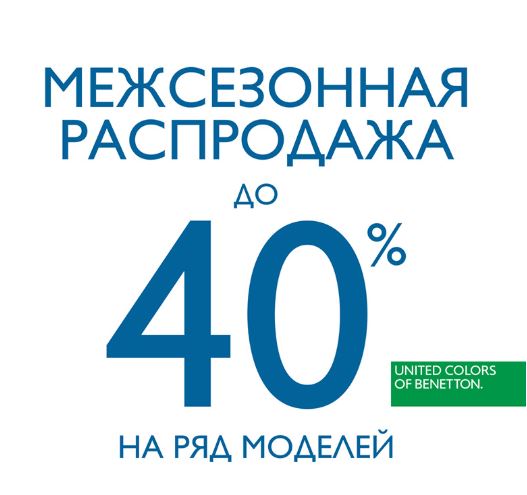 МЕЖСЕЗОННАЯ
РАСПРОДАЖА
ДО
40%
UNITED COLORS
OF BENETTON.
НА РЯД МОДЕЛЕЙ